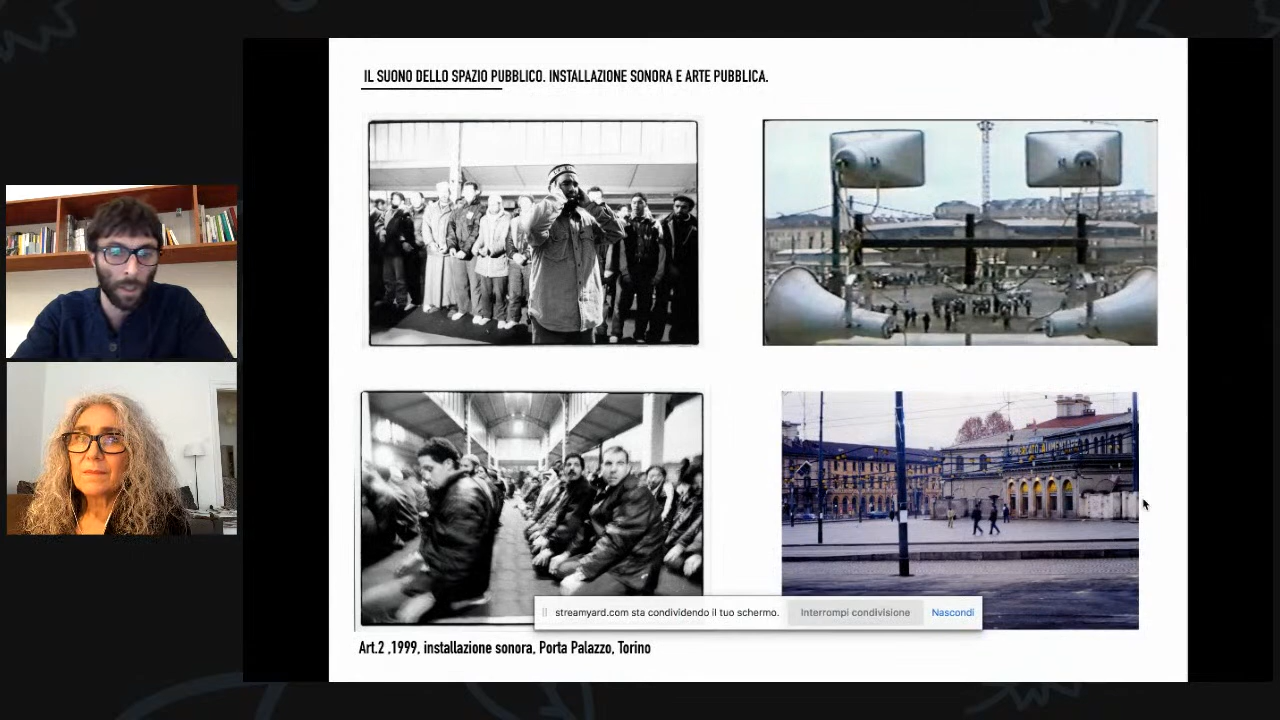 IL SUONO DELLO SPAZIO PUBBLICO. INSTALLAZIONE SONORA E ARTE PUBBLICA.
streamyard.com sta condividendo il tuo schermo.
Interrompi condivisione
Nascondi
Art.2 ,1999, installazione sonora, Porta Palazzo, Torino